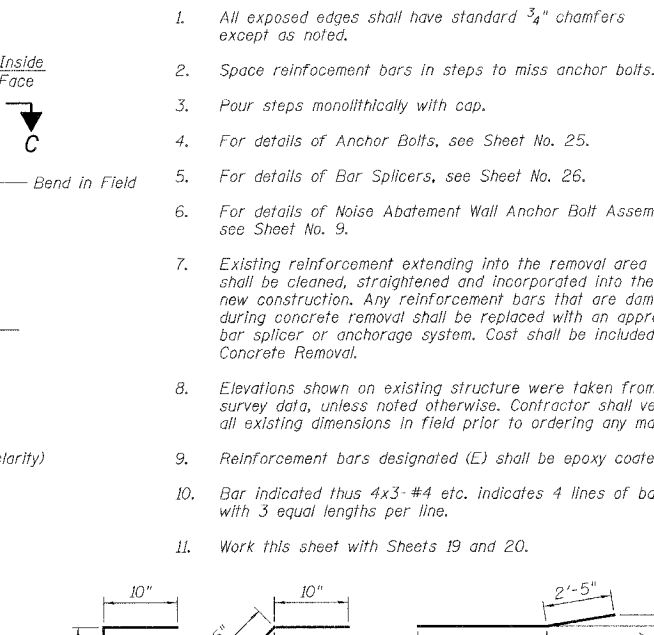 1. All exposed edges shall have standard 3/4" chamfers
except as noted.
Inside
Face
2. Space reinfocement bars in steps to miss anchor bolts.
3. Pour steps monolithically with cap.
C
4. For details of Anchor Bolts, see Sheet No. 25.
Bend in Field
5. For details of Bar Splicers, see Sheet No. 26.
6. For details of Noise Abatement Wall Anchor Bolt Assem
see Sheet No. 9.
7. Existing reinforcement extending into the removal area
shall be cleaned, straightened and incorporated into the
new construction. Any reinforcement bars that are dam
during concrete removal shall be replaced with an appr
bar splicer or anchorage system. Cost shall be included
Concrete Removal.
8. Elevations shown on existing structure were taken from
survey data, unless noted otherwise. Contractor shall ve
all existing dimensions in field prior to ordering any ma
larity)
9. Reinforcement bars designated (E) shall be epoxy coate
10. Bar indicated thus 4x3-#4 etc. indicates 4 lines of ba
with 3 equal lengths per line.
11. Work this sheet with Sheets 19 and 20.
10" 10" 2'-5"